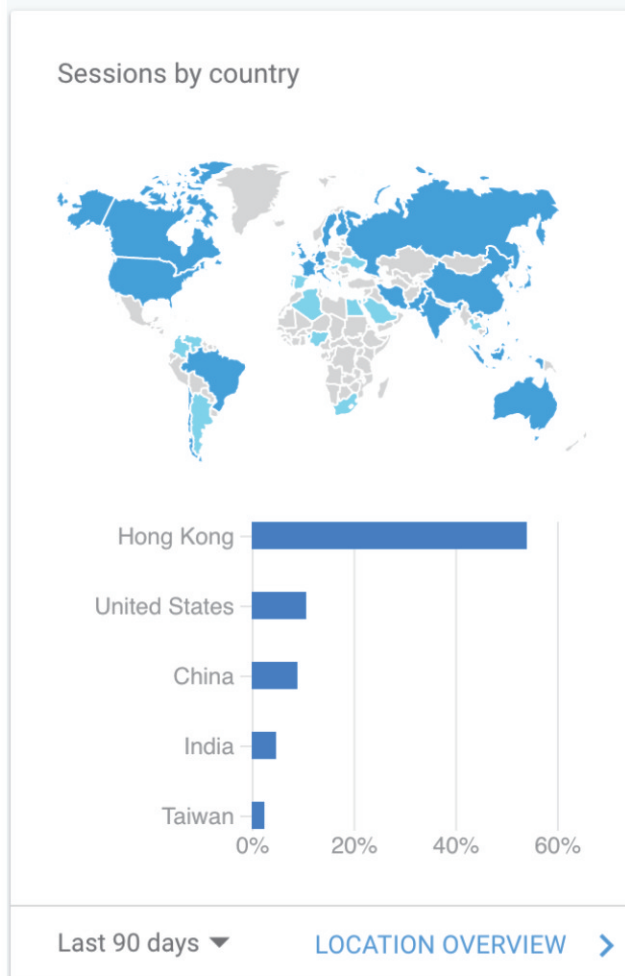 Sessions by country
Hong Kong
United States
China
India
Taiwan
0% 20% 40% 60%
Last 90 days LOCATION OVERVIEW